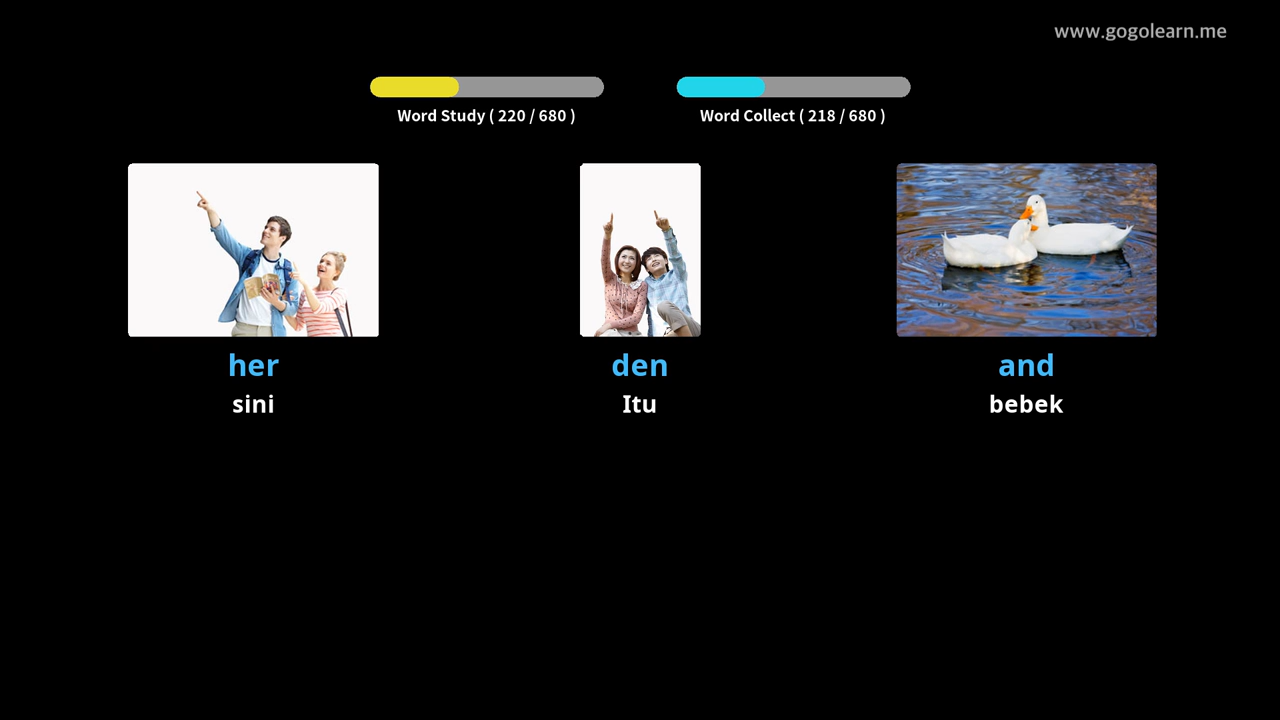 www.gogolearn.me
Word Study ( 220 / 680 )
Word Collect ( 218 / 680 )
her
den
and
sini
Itu
bebek